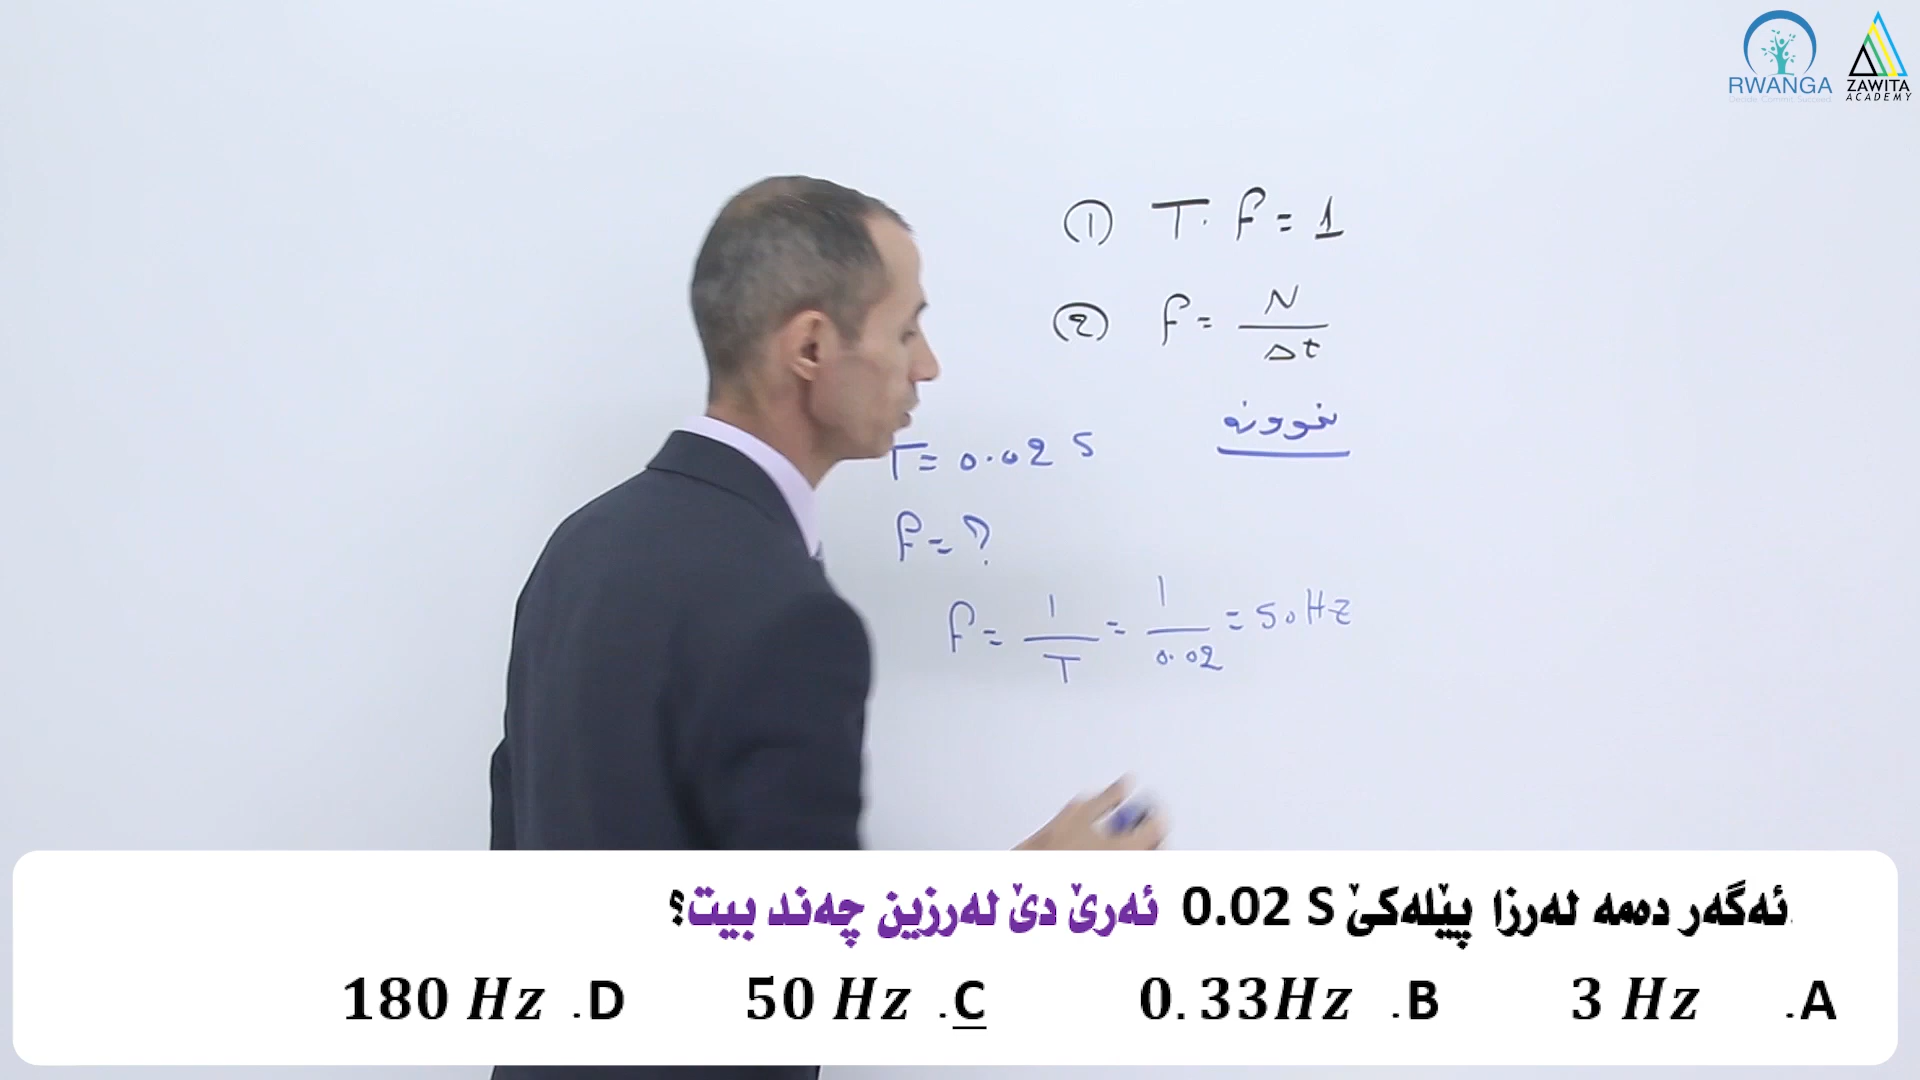 RWANGA
ZAWITA
ACADEMY
① T . f = 1
② f = N / Δt
نموونە
T = 0.02 S
f = ?
f = 1 / T = 1 / 0.02 = 50 Hz
ئەگەر دەمە لەرزا پێلەکێ 0.02 S ئەرێ دێ لەرزین چەند بیت؟
A. 3 Hz B. 0.33Hz C. 50 Hz D. 180 Hz